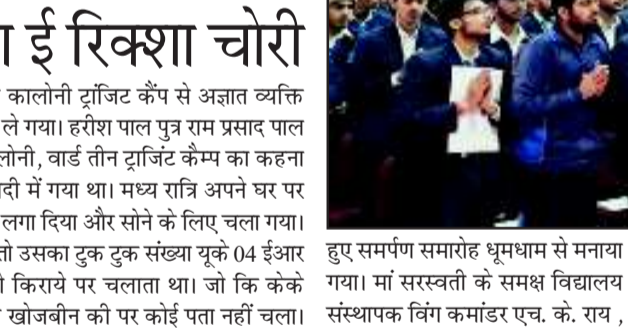 ई रिक्शा चोरी
कालोनी ट्रांजिट कैंप से अज्ञात व्यक्ति
ले गया। हरीश पाल पुत्र राम प्रसाद पाल
लोनी, वार्ड तीन ट्राजिंट कैम्प का कहना
में गया था। मध्य रात्रि अपने घर पर
लगा दिया और सोने के लिए चला गया।
तो उसका टुक टुक संख्या यूके 04 ईआर
किराये पर चलाता था। जो कि केके
खोजबीन की पर कोई पता नहीं चला।
हुए समर्पण समारोह धूमधाम से मनाया
गया। मां सरस्वती के समक्ष विद्यालय
संस्थापक विंग कमांडर एच. के. राय ,